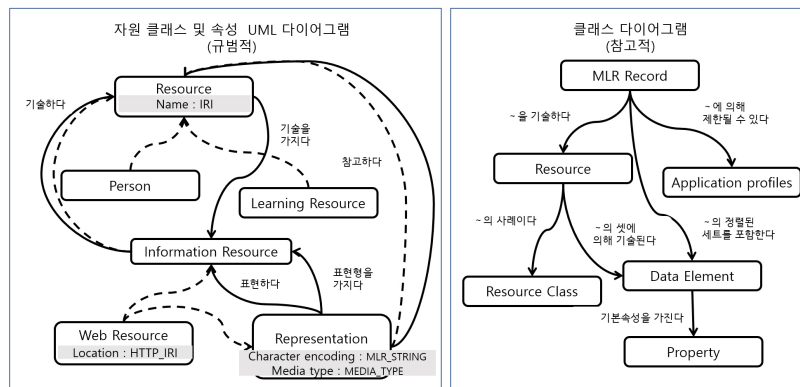 자원 클래스 및 속성 UML 다이어그램
(규범적)
Resource
Name : IRI
기술하다
기술을
가지다
참고하다
Person
Learning Resource
Information Resource
표현하다
표현형을
가지다
Web Resource
Location : HTTP_IRI
Representation
Character encoding : MLR_STRING
Media type : MEDIA_TYPE
클래스 다이어그램
(참고적)
MLR Record
~을 기술하다
~에 의해
제한될 수 있다
Resource
Application profiles
~의 사례이다
~의 셋에
의해 기술된다
~의 정렬된
세트를 포함한다
Resource Class
Data Element
기본속성을 가진다
Property